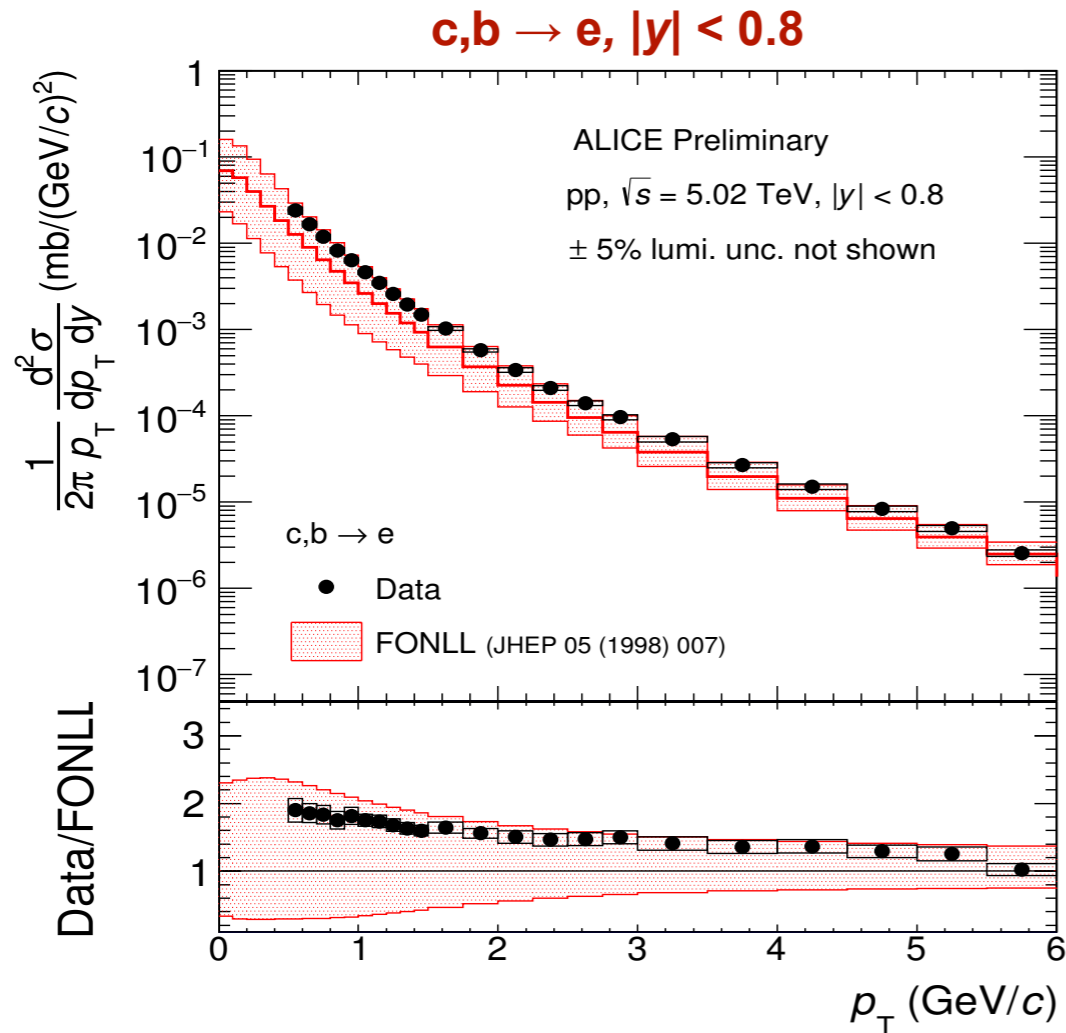 c,b → e, |y| < 0.8
1/(2π p_T) d²σ/(dp_T dy) (mb/(GeV/c)²)
1
10⁻¹
10⁻²
10⁻³
10⁻⁴
10⁻⁵
10⁻⁶
10⁻⁷
ALICE Preliminary
pp, √s = 5.02 TeV, |y| < 0.8
± 5% lumi. unc. not shown
c,b → e
Data
FONLL (JHEP 05 (1998) 007)
Data/FONLL
3
2
1
0 1 2 3 4 5 6
p_T (GeV/c)